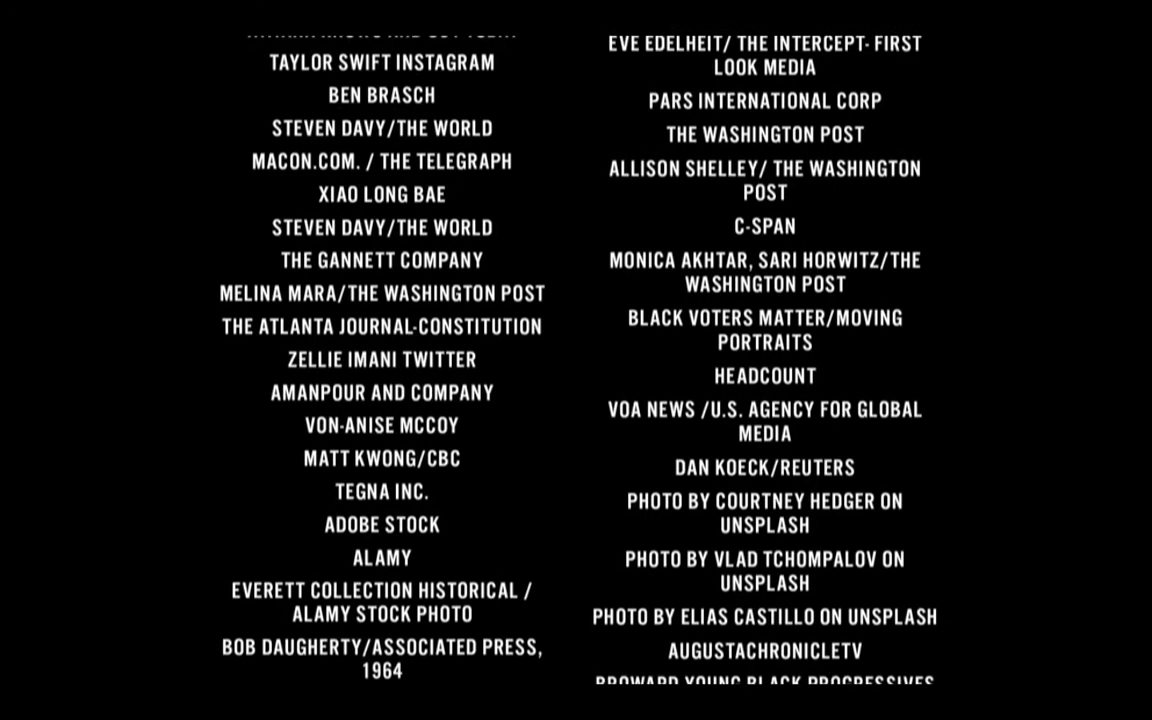 TAYLOR SWIFT INSTAGRAM
BEN BRASCH
STEVEN DAVY/THE WORLD
MACON.COM. / THE TELEGRAPH
XIAO LONG BAE
STEVEN DAVY/THE WORLD
THE GANNETT COMPANY
MELINA MARA/THE WASHINGTON POST
THE ATLANTA JOURNAL-CONSTITUTION
ZELLIE IMANI TWITTER
AMANPOUR AND COMPANY
VON-ANISE MCCOY
MATT KWONG/CBC
TEGNA INC.
ADOBE STOCK
ALAMY
EVERETT COLLECTION HISTORICAL /
ALAMY STOCK PHOTO
BOB DAUGHERTY/ASSOCIATED PRESS,
1964
EVE EDELHEIT/ THE INTERCEPT- FIRST
LOOK MEDIA
PARS INTERNATIONAL CORP
THE WASHINGTON POST
ALLISON SHELLEY/ THE WASHINGTON
POST
C-SPAN
MONICA AKHTAR, SARI HORWITZ/THE
WASHINGTON POST
BLACK VOTERS MATTER/MOVING
PORTRAITS
HEADCOUNT
VOA NEWS /U.S. AGENCY FOR GLOBAL
MEDIA
DAN KOECK/REUTERS
PHOTO BY COURTNEY HEDGER ON
UNSPLASH
PHOTO BY VLAD TCHOMPALOV ON
UNSPLASH
PHOTO BY ELIAS CASTILLO ON UNSPLASH
AUGUSTACHRONICLETV
BROWARD YOUNG BLACK PROGRESSIVES